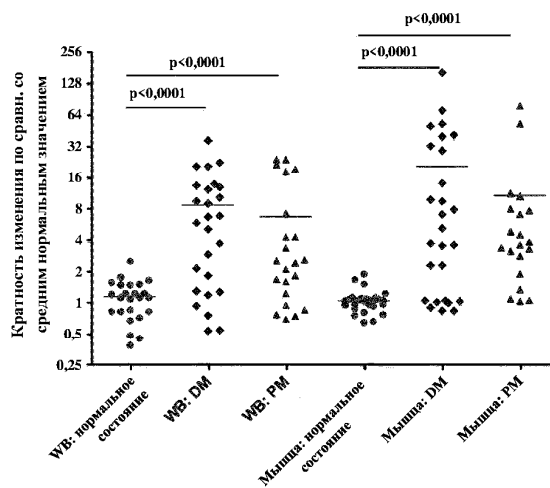 Кратность изменения по сравн. со
средним нормальным значением
256
128
64
32
16
8
4
2
1
0,5
0,25
p<0,0001
p<0,0001
p<0,0001
p<0,0001
WB: нормальное
состояние
WB: DM
WB: PM
Мышца: нормальное
состояние
Мышца: DM
Мышца: PM